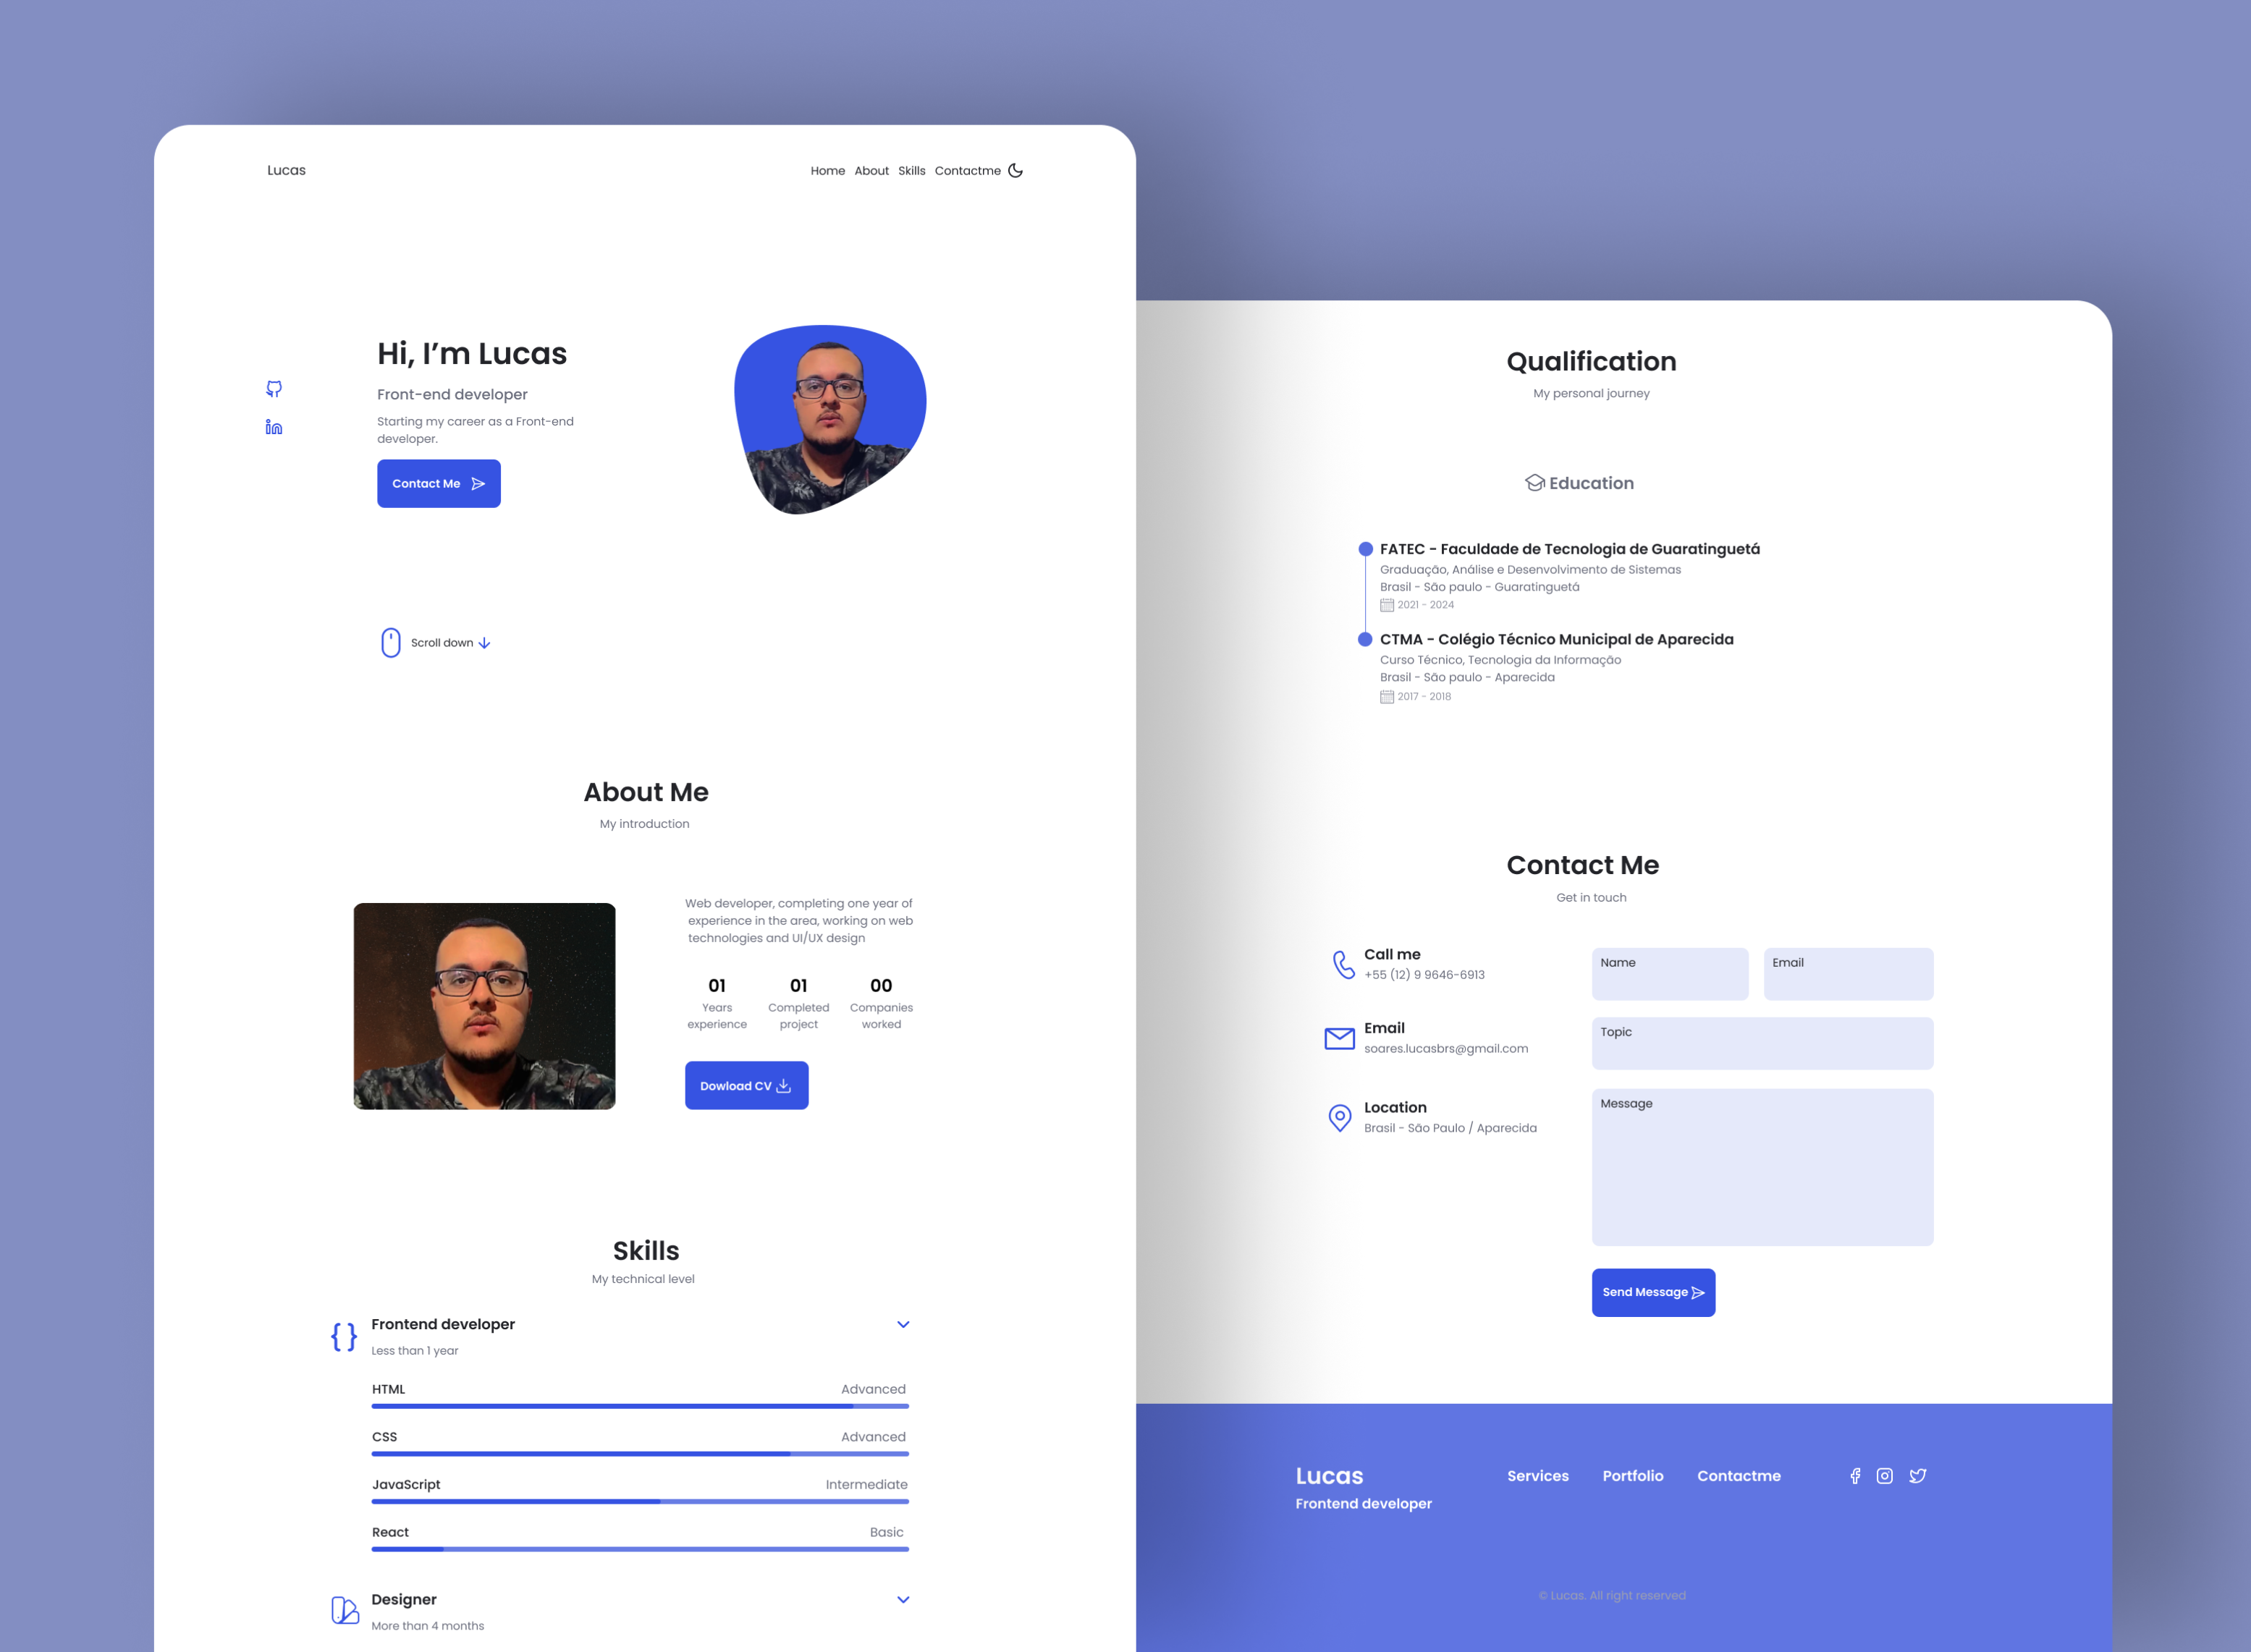 Lucas
Home About Skills Contactme
Hi, I'm Lucas
Front-end developer
Starting my career as a Front-end
developer.
Contact Me
Scroll down
About Me
My introduction
Web developer, completing one year of
experience in the area, working on web
technologies and UI/UX design
01 01 00
Years Completed Companies
experience project worked
Dowload CV
Skills
My technical level
Frontend developer
Less than 1 year
HTML Advanced
CSS Advanced
JavaScript Intermediate
React Basic
Designer
More than 4 months
Qualification
My personal journey
Education
FATEC - Faculdade de Tecnologia de Guaratinguetá
Graduação, Análise e Desenvolvimento de Sistemas
Brasil - São paulo - Guaratinguetá
2021 - 2024
CTMA - Colégio Técnico Municipal de Aparecida
Curso Técnico, Tecnologia da Informação
Brasil - São paulo - Aparecida
2017 - 2018
Contact Me
Get in touch
Call me
+55 (12) 9 9646-6913
Email
soares.lucasbrs@gmail.com
Location
Brasil - São Paulo / Aparecida
Name Email
Topic
Message
Send Message
Lucas
Frontend developer
Services Portfolio Contactme
© Lucas. All right reserved